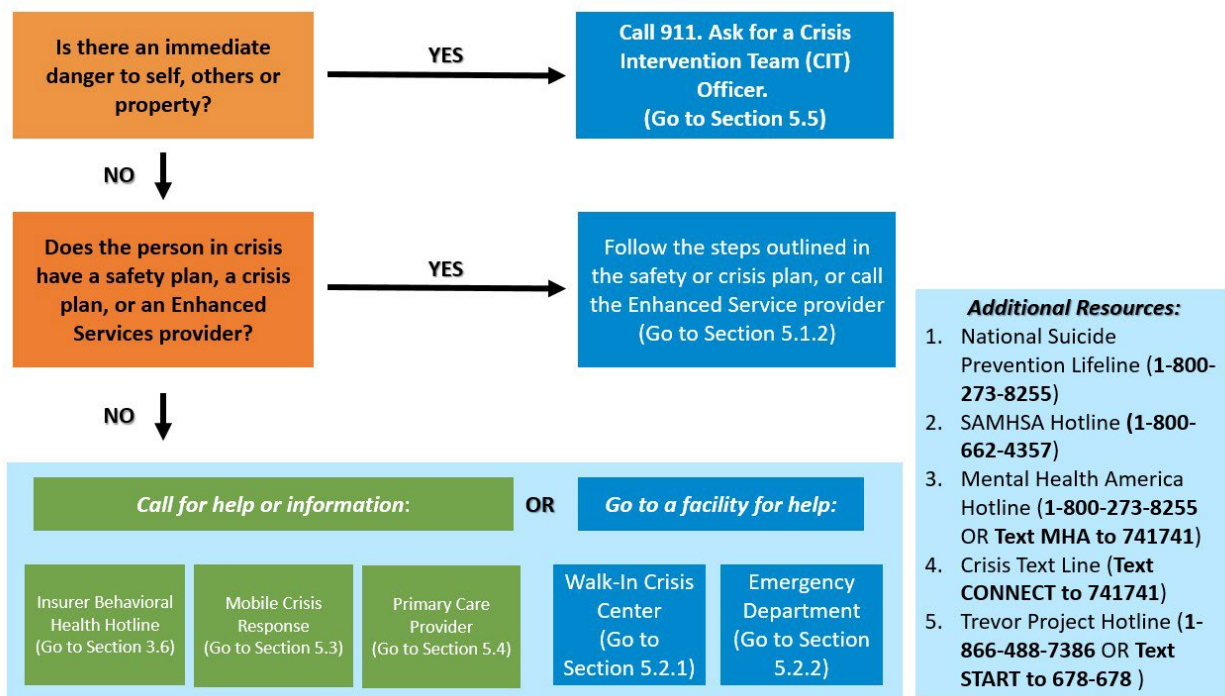 Is there an immediate
danger to self, others or
property?
YES
Call 911. Ask for a Crisis
Intervention Team (CIT)
Officer.
(Go to Section 5.5)
NO
Does the person in crisis
have a safety plan, a crisis
plan, or an Enhanced
Services provider?
YES
Follow the steps outlined in
the safety or crisis plan, or call
the Enhanced Service provider
(Go to Section 5.1.2)
NO
Call for help or information:
OR
Go to a facility for help:
Insurer Behavioral
Health Hotline
(Go to Section 3.6)
Mobile Crisis
Response
(Go to Section 5.3)
Primary Care
Provider
(Go to Section 5.4)
Walk-In Crisis
Center
(Go to
Section 5.2.1)
Emergency
Department
(Go to Section
5.2.2)
Additional Resources:
1. National Suicide
Prevention Lifeline (1-800-
273-8255)
2. SAMHSA Hotline (1-800-
662-4357)
3. Mental Health America
Hotline (1-800-273-8255
OR Text MHA to 741741)
4. Crisis Text Line (Text
CONNECT to 741741)
5. Trevor Project Hotline (1-
866-488-7386 OR Text
START to 678-678 )